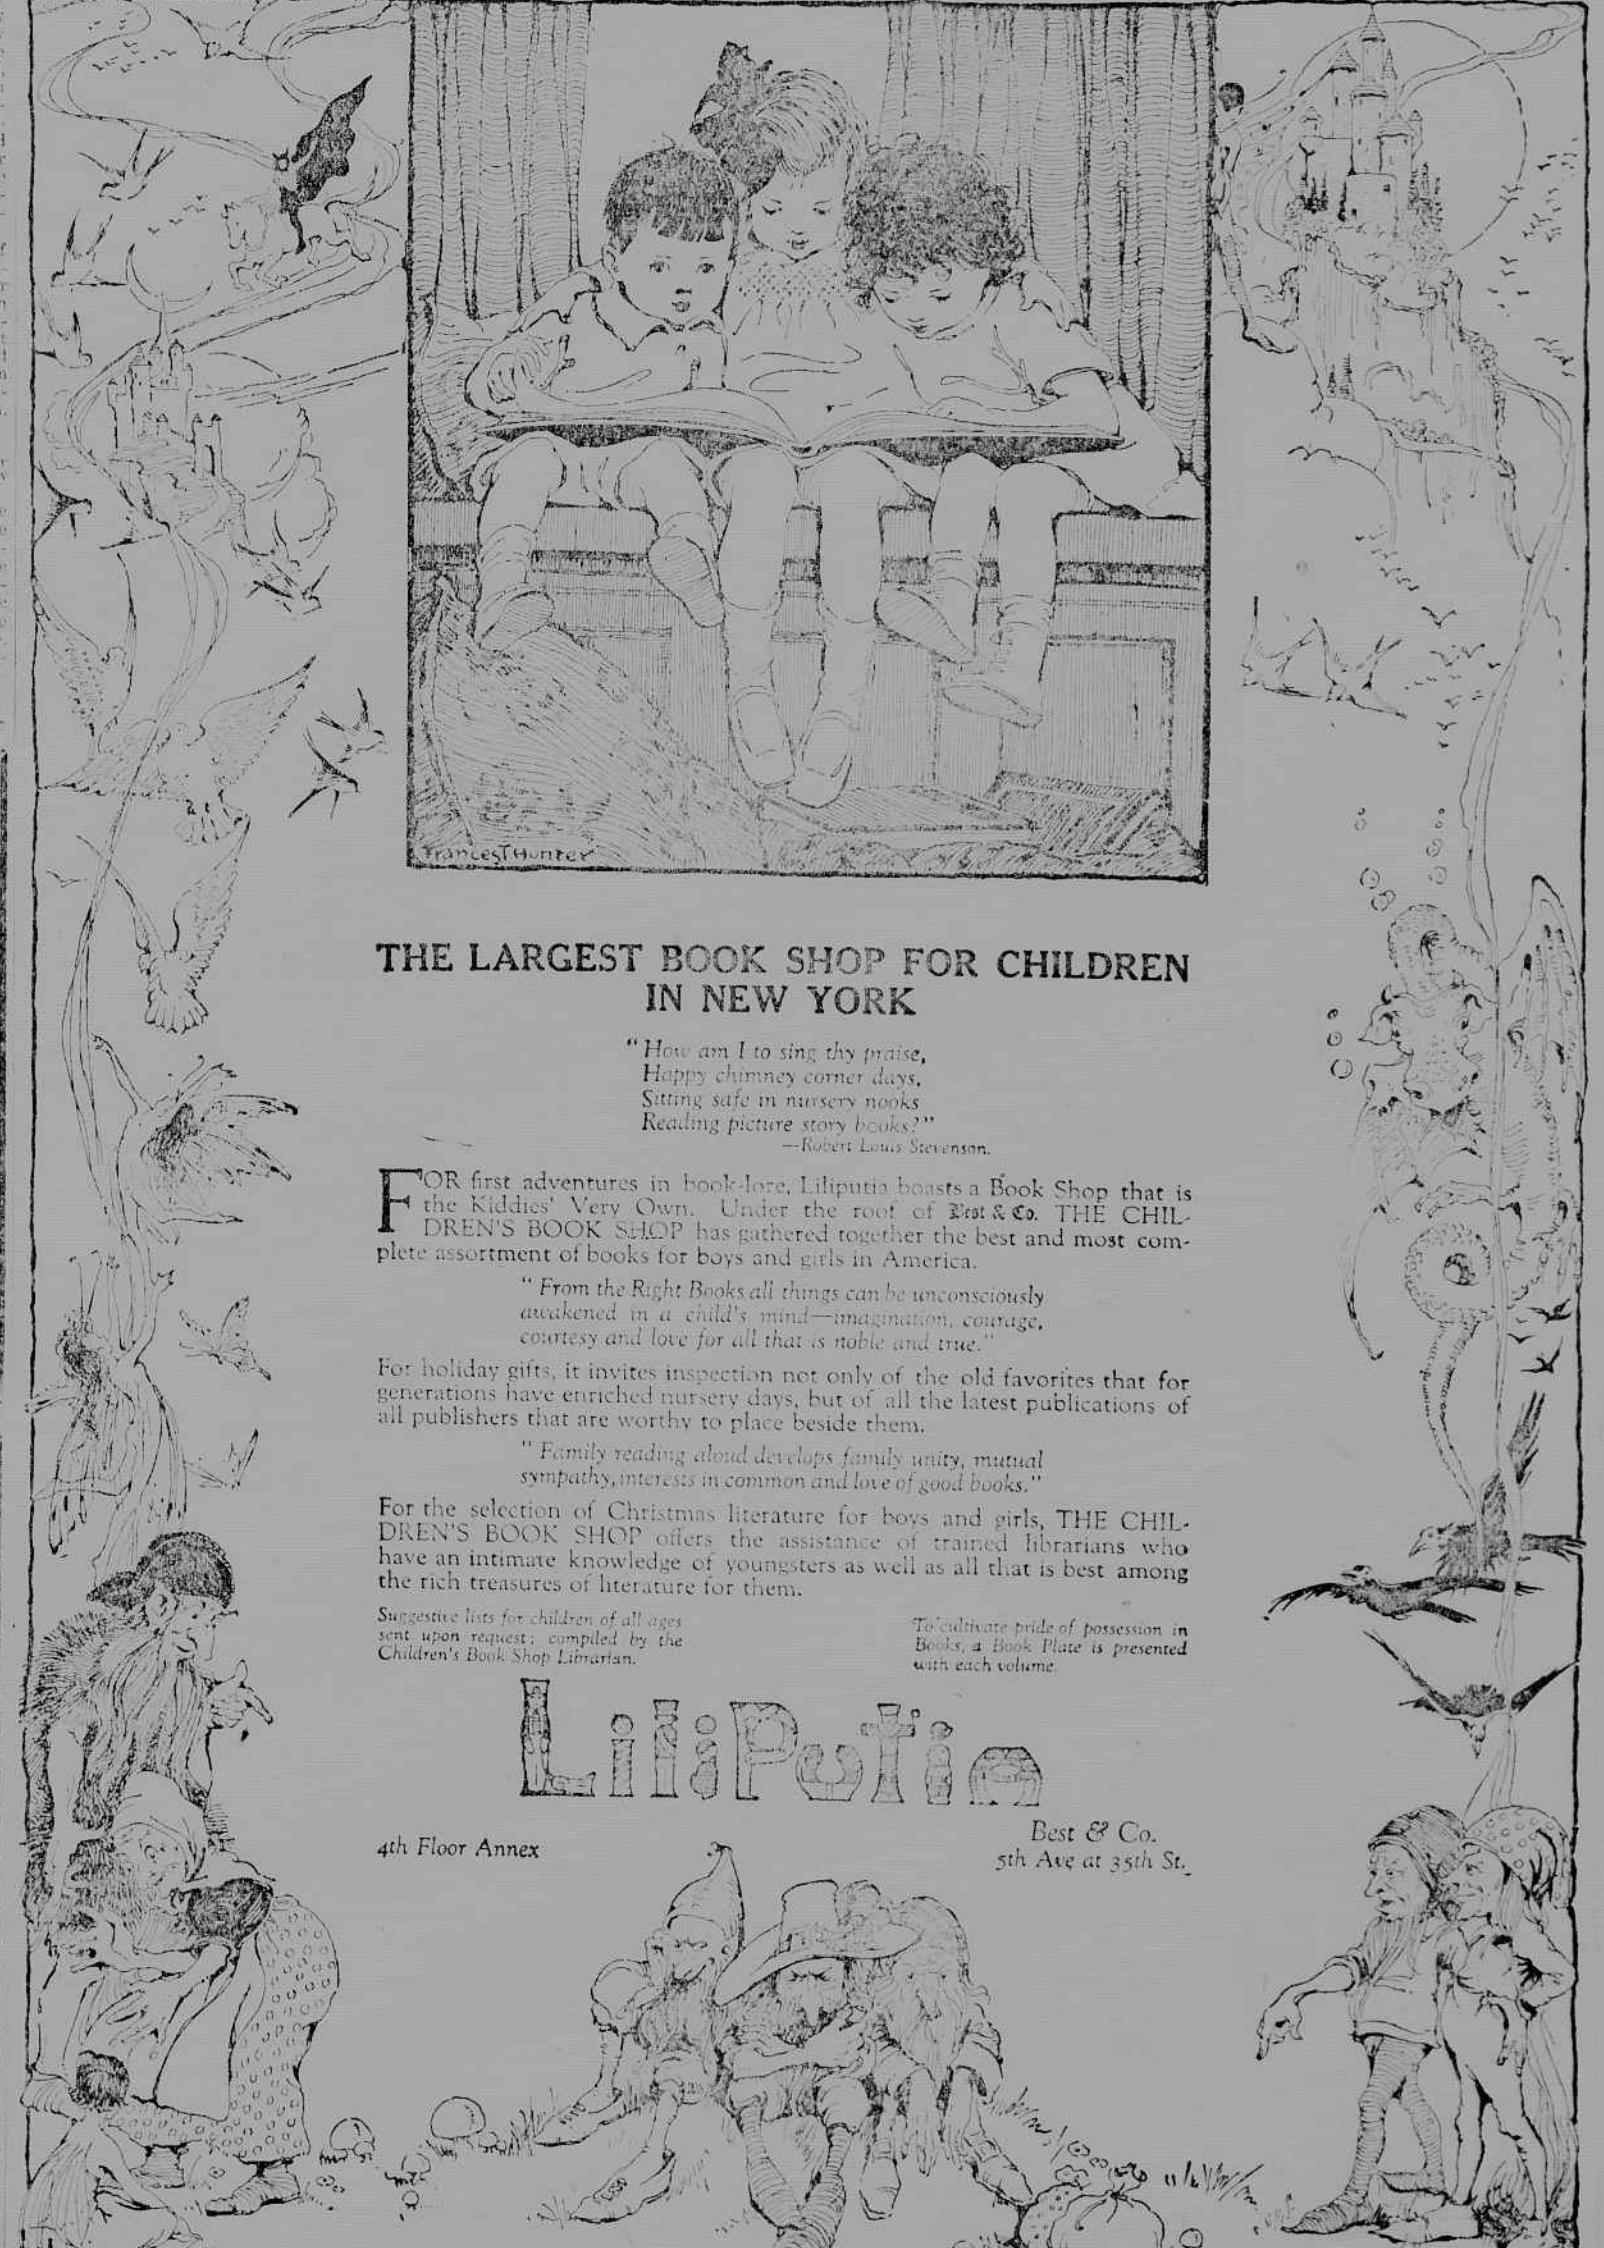 Frances T Hunter
THE LARGEST BOOK SHOP FOR CHILDREN
IN NEW YORK
"How am I to sing thy praise,
Happy chimney corner days,
Sitting safe in nursery nooks
Reading picture story books?"
—Robert Louis Stevenson.
FOR first adventures in book-lore, Liliputia boasts a Book Shop that is
the Kiddies' Very Own. Under the roof of Best & Co. THE CHIL-
DREN'S BOOK SHOP has gathered together the best and most com-
plete assortment of books for boys and girls in America.
"From the Right Books all things can be unconsciously
awakened in a child's mind—imagination, courage,
courtesy and love for all that is noble and true."
For holiday gifts, it invites inspection not only of the old favorites that for
generations have enriched nursery days, but of all the latest publications of
all publishers that are worthy to place beside them.
"Family reading aloud develops family unity, mutual
sympathy, interests in common and love of good books."
For the selection of Christmas literature for boys and girls, THE CHIL-
DREN'S BOOK SHOP offers the assistance of trained librarians who
have an intimate knowledge of youngsters as well as all that is best among
the rich treasures of literature for them.
Suggestive lists for children of all ages
sent upon request; compiled by the
Children's Book Shop Librarian.
To cultivate pride of possession in
Books, a Book Plate is presented
with each volume.
LiliPutia
4th Floor Annex
Best & Co.
5th Ave at 35th St.